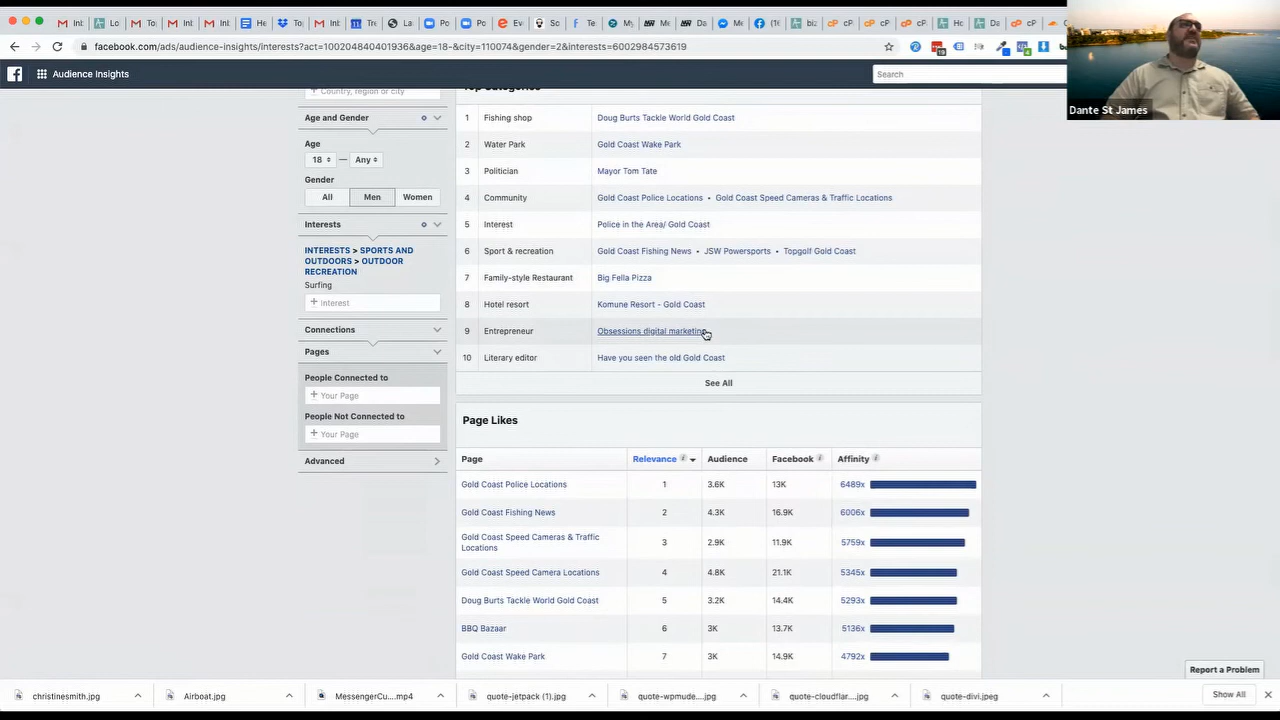 facebook.com/ads/audience-insights/interests?act=10021484040193​6&age=18-&city=110074&gender=2&interests=6002984573619
Audience Insights
Search
Dante St James
Country, region or city
Age and Gender
Age
18 — Any
Gender
All Men Women
Interests
INTERESTS > SPORTS AND
OUTDOORS > OUTDOOR
RECREATION
Surfing
+ Interest
Connections
Pages
People Connected to
+ Your Page
People Not Connected to
+ Your Page
Advanced
Top Categories
1 Fishing shop Doug Burts Tackle World Gold Coast
2 Water Park Gold Coast Wake Park
3 Politician Mayor Tom Tate
4 Community Gold Coast Police Locations • Gold Coast Speed Cameras & Traffic Locations
5 Interest Police in the Area/ Gold Coast
6 Sport & recreation Gold Coast Fishing News • JSW Powersports • Topgolf Gold Coast
7 Family-style Restaurant Big Fella Pizza
8 Hotel resort Komune Resort - Gold Coast
9 Entrepreneur Obsessions digital marketing
10 Literary editor Have you seen the old Gold Coast
See All
Page Likes
Page Relevance Audience Facebook Affinity
Gold Coast Police Locations 1 3.6K 13K 6489x
Gold Coast Fishing News 2 4.3K 16.9K 6006x
Gold Coast Speed Cameras & Traffic
Locations 3 2.9K 11.9K 5759x
Gold Coast Speed Camera Locations 4 4.8K 21.1K 5345x
Doug Burts Tackle World Gold Coast 5 3.2K 14.4K 5293x
BBQ Bazaar 6 3K 13.7K 5136x
Gold Coast Wake Park 7 3K 14.9K 4792x
Report a Problem
christinesmith.jpg Airboat.jpg MessengerCu....mp4 quote-jetpack (1).jpg quote-wpmude....jpg quote-cloudflar....jpg quote-divi.jpeg Show All